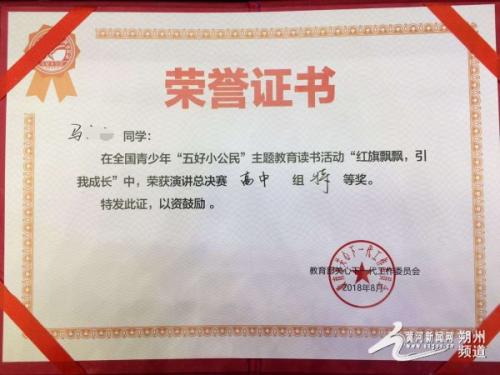 荣誉证书
马 同学:
在全国青少年“五好小公民”主题教育读书活动“红旗飘飘，引
我成长”中，荣获演讲总决赛 高中 组 特 等奖。
特发此证，以资鼓励。
教育部关心下一代工作委员会
2018年8月
黄河新闻网
朔州
频道